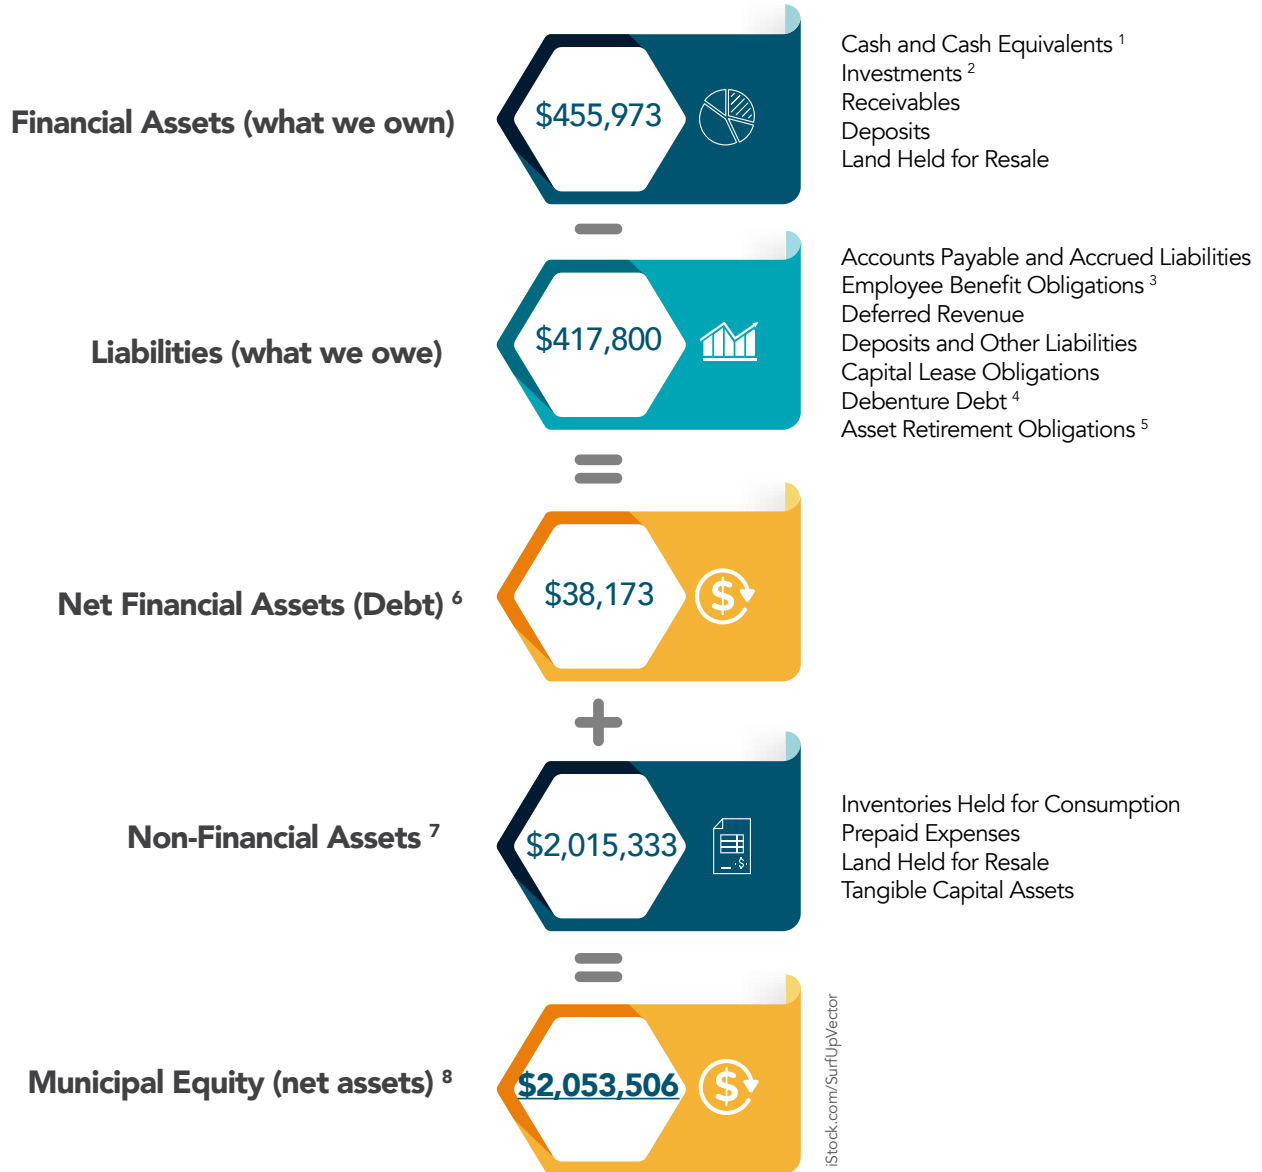 Financial Assets (what we own)
$455,973
Cash and Cash Equivalents 1
Investments 2
Receivables
Deposits
Land Held for Resale
Liabilities (what we owe)
$417,800
Accounts Payable and Accrued Liabilities
Employee Benefit Obligations 3
Deferred Revenue
Deposits and Other Liabilities
Capital Lease Obligations
Debenture Debt 4
Asset Retirement Obligations 5
Net Financial Assets (Debt) 6
$38,173
$
Non-Financial Assets 7
$2,015,333
$
Inventories Held for Consumption
Prepaid Expenses
Land Held for Resale
Tangible Capital Assets
Municipal Equity (net assets) 8
$2,053,506
$
iStock.com/SurfUpVector